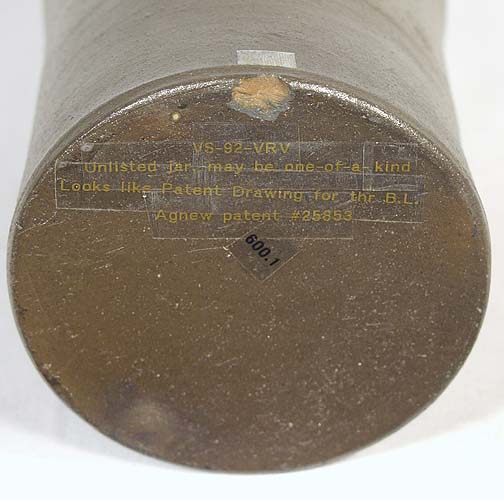 VS-92-VRV
Unlisted jar, may be one-of-a kind
Looks like Patent Drawing for thr B.L.
Agnew patent #25853
600.1